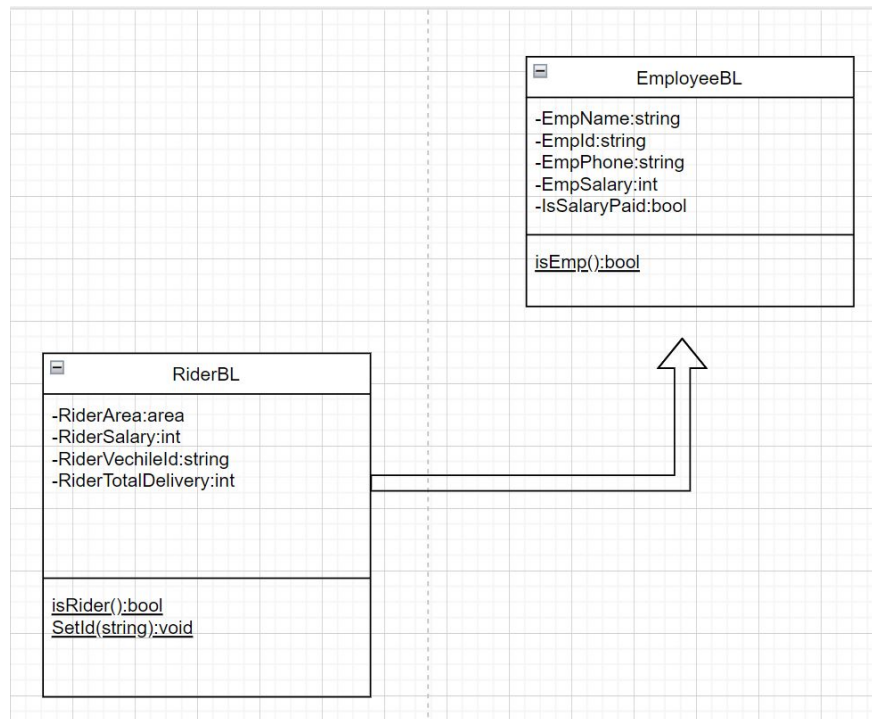 EmployeeBL
-EmpName:string
-EmpId:string
-EmpPhone:string
-EmpSalary:int
-IsSalaryPaid:bool
isEmp():bool
RiderBL
-RiderArea:area
-RiderSalary:int
-RiderVechileId:string
-RiderTotalDelivery:int
isRider():bool
SetId(string):void